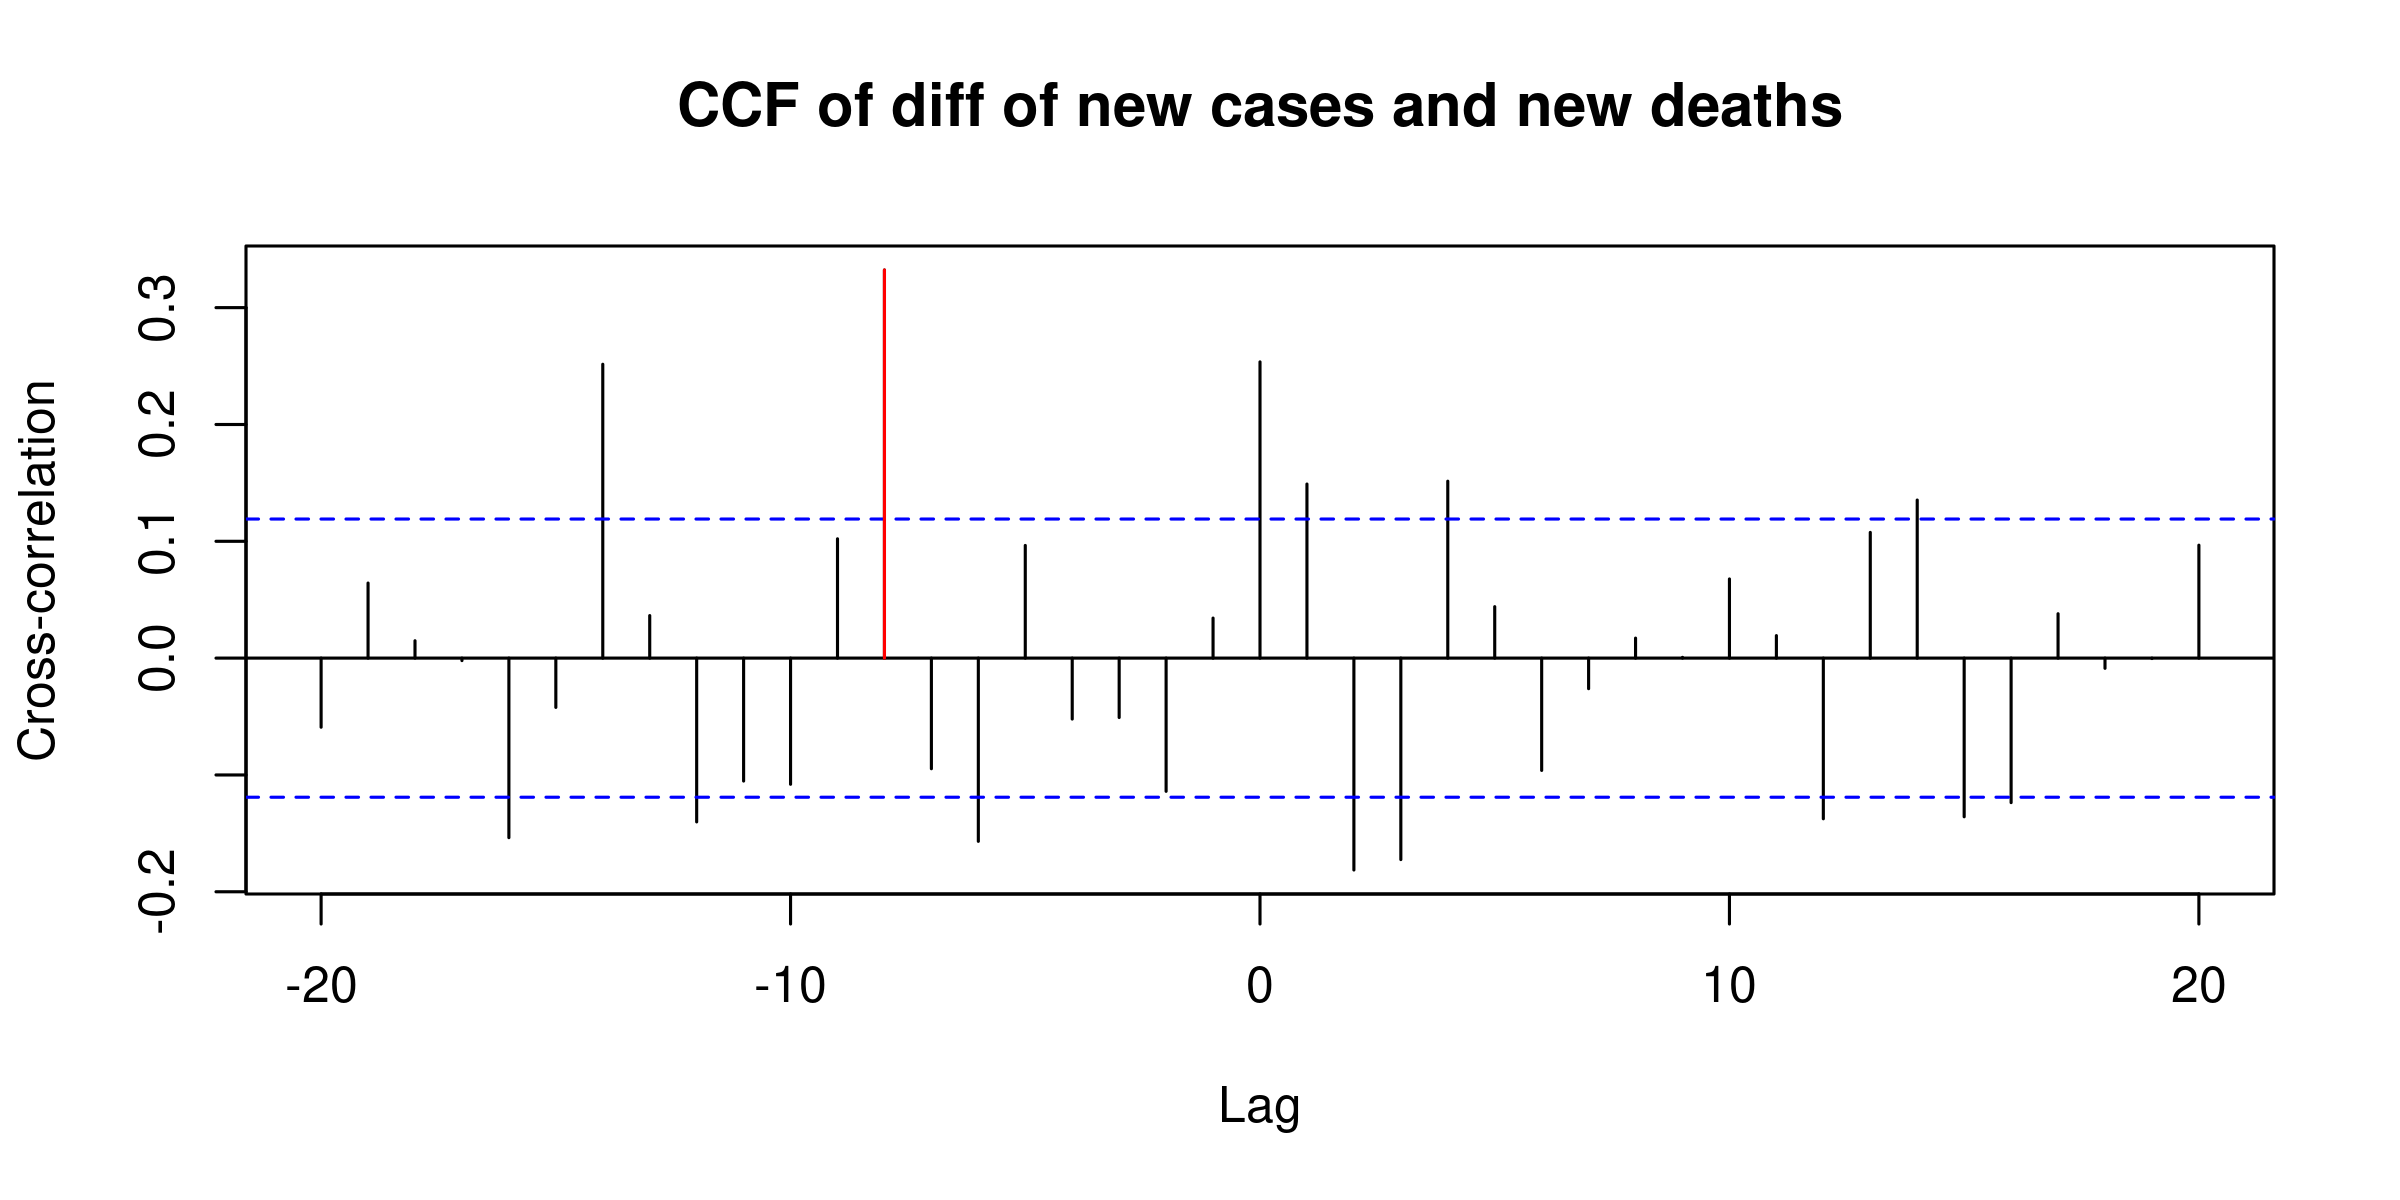 CCF of diff of new cases and new deaths
Cross-correlation
0.3
0.2
0.1
0.0
-0.2
-20 -10 0 10 20
Lag